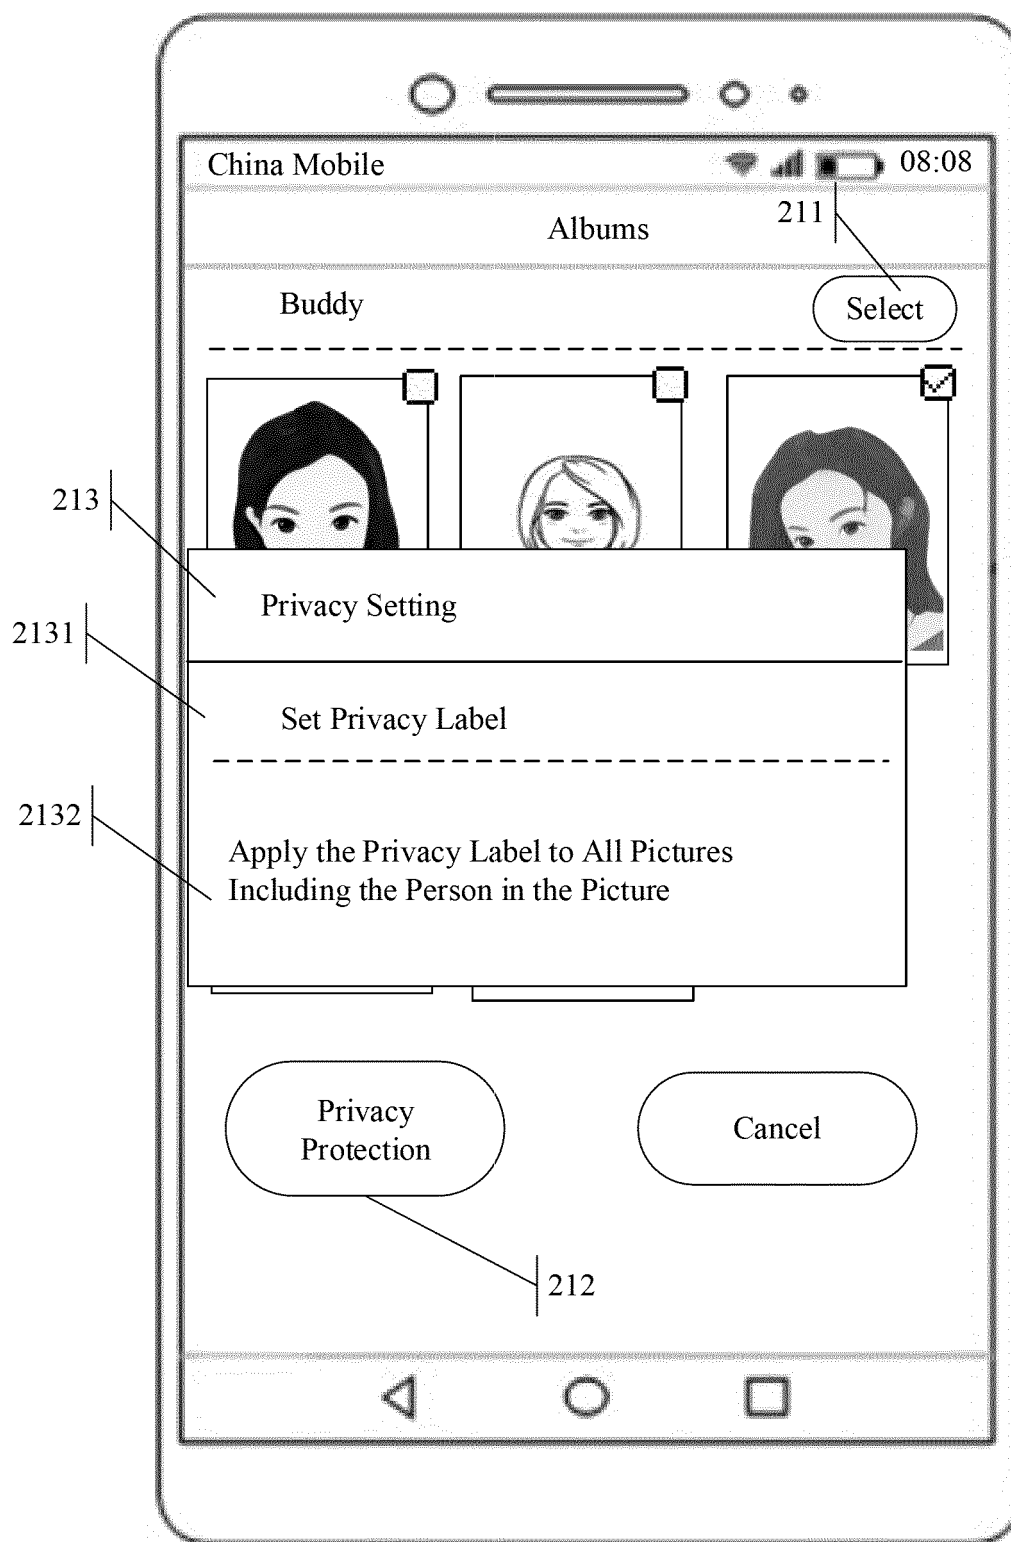 China Mobile 08:08
211
Albums
Buddy
Select
213
Privacy Setting
2131
Set Privacy Label
2132
Apply the Privacy Label to All Pictures
Including the Person in the Picture
Privacy
Protection
Cancel
212